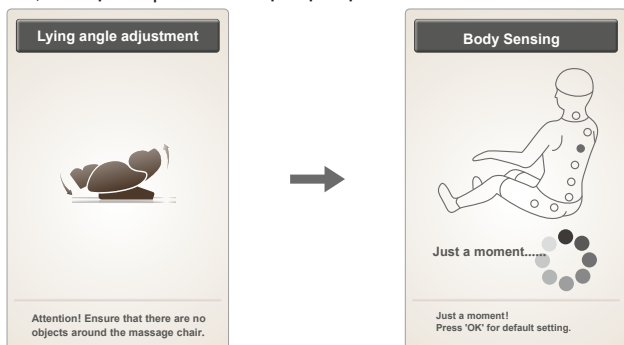 Lying angle adjustment
Attention! Ensure that there are no
objects around the massage chair.
Body Sensing
Just a moment......
Just a moment!
Press 'OK' for default setting.